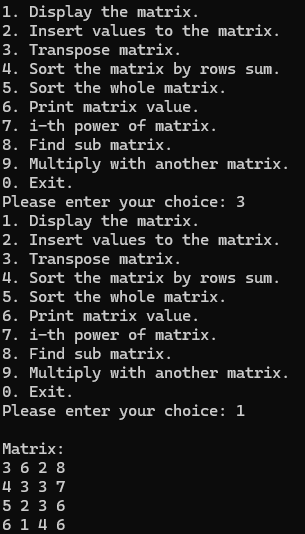 1. Display the matrix.
2. Insert values to the matrix.
3. Transpose matrix.
4. Sort the matrix by rows sum.
5. Sort the whole matrix.
6. Print matrix value.
7. i-th power of matrix.
8. Find sub matrix.
9. Multiply with another matrix.
0. Exit.
Please enter your choice: 3
1. Display the matrix.
2. Insert values to the matrix.
3. Transpose matrix.
4. Sort the matrix by rows sum.
5. Sort the whole matrix.
6. Print matrix value.
7. i-th power of matrix.
8. Find sub matrix.
9. Multiply with another matrix.
0. Exit.
Please enter your choice: 1
Matrix:
3 6 2 8
4 3 3 7
5 2 3 6
6 1 4 6